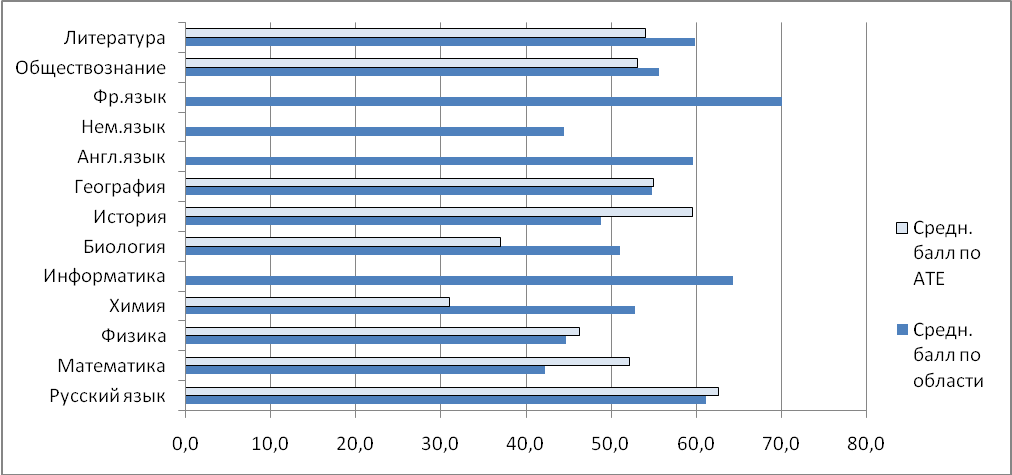 Литература
Обществознание
Фр.язык
Нем.язык
Англ.язык
География
История
Биология
Информатика
Химия
Физика
Математика
Русский язык
0,0 10,0 20,0 30,0 40,0 50,0 60,0 70,0 80,0
Средн.
балл по
АТЕ
Средн.
балл по
области